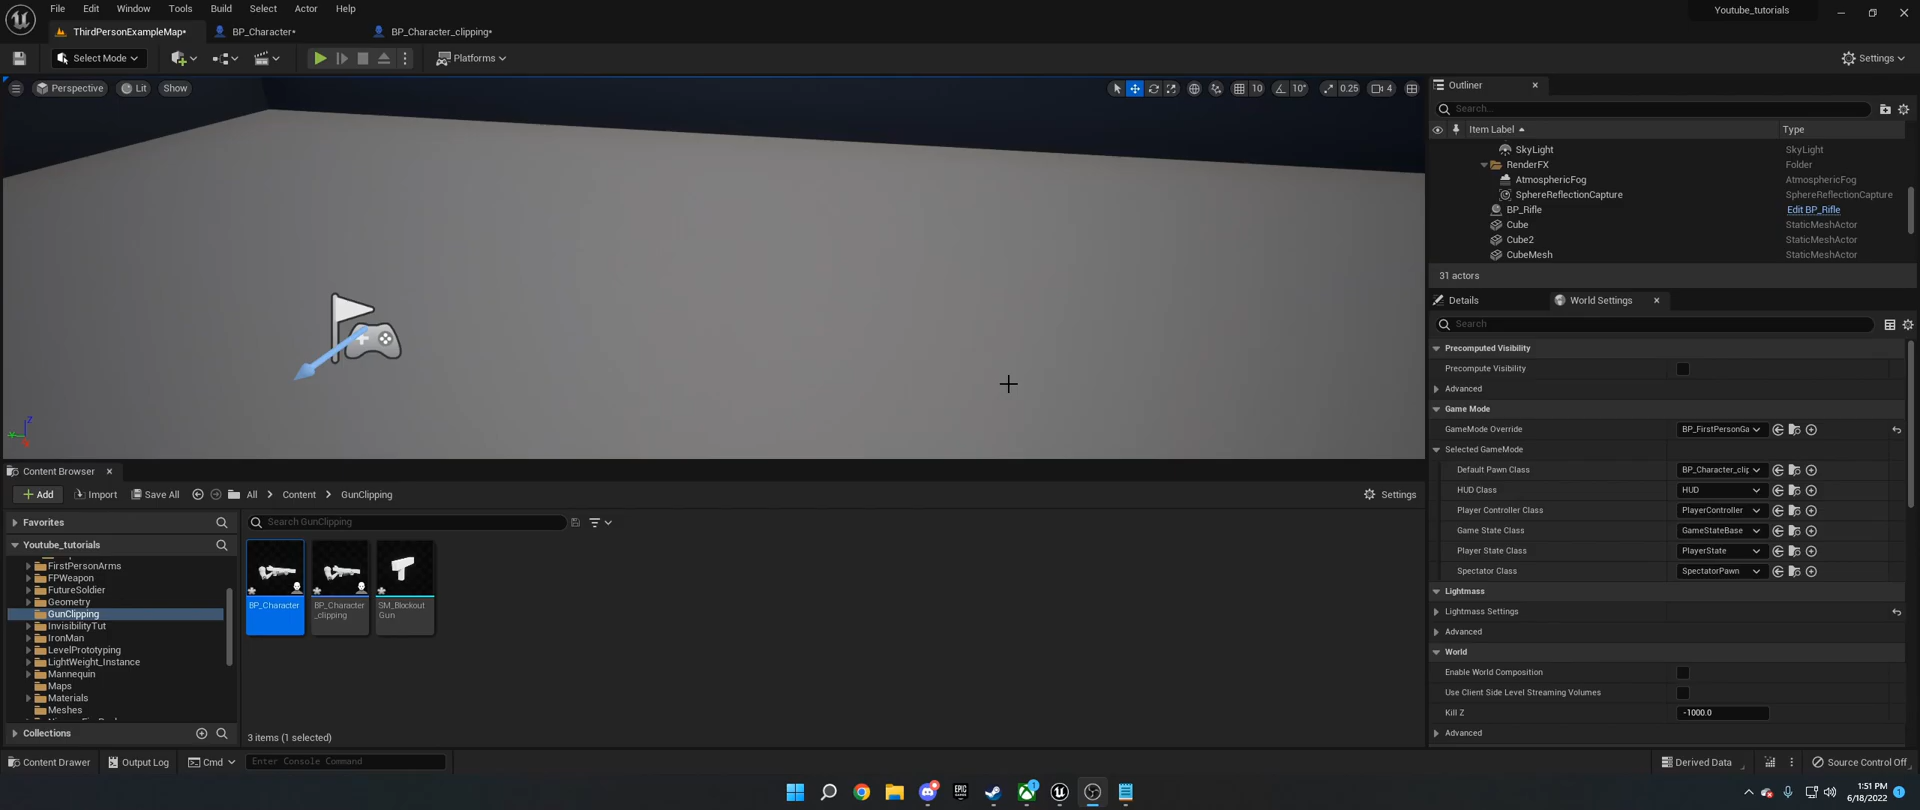 File Edit Window Tools Build Select Actor Help
Youtube_tutorials
ThirdPersonExampleMap*
BP_Character*
BP_Character_clipping*
Select Mode
Platforms
Settings
Perspective
Lit
Show
10
10°
0.25
4
Outliner
Search...
Item Label
Type
SkyLight
SkyLight
RenderFX
Folder
AtmosphericFog
AtmosphericFog
SphereReflectionCapture
SphereReflectionCapture
BP_Rifle
Edit BP_Rifle
Cube
StaticMeshActor
Cube2
StaticMeshActor
CubeMesh
StaticMeshActor
31 actors
Details
World Settings
Search
Precomputed Visibility
Precompute Visibility
Advanced
Game Mode
GameMode Override
BP_FirstPersonGa
Selected GameMode
Default Pawn Class
BP_Character_clip
HUD Class
HUD
Player Controller Class
PlayerController
Game State Class
GameStateBase
Player State Class
PlayerState
Spectator Class
SpectatorPawn
Lightmass
Lightmass Settings
Advanced
World
Enable World Composition
Use Client Side Level Streaming Volumes
Kill Z
-1000.0
Advanced
Z
Content Browser
Add
Import
Save All
All
Content
GunClipping
Settings
Favorites
Youtube_tutorials
FirstPersonArms
FPWeapon
FutureSoldier
Geometry
GunClipping
InvisibilityTut
IronMan
LevelPrototyping
LightWeight_Instance
Mannequin
Maps
Materials
Meshes
Collections
Search GunClipping
BP_Character
BP_Character
_clipping
SM_Blockout
Gun
3 items (1 selected)
Content Drawer
Output Log
Cmd
Enter Console Command
Derived Data
Source Control Off
EPIC
GAMES
1
1:51 PM
6/18/2022
1